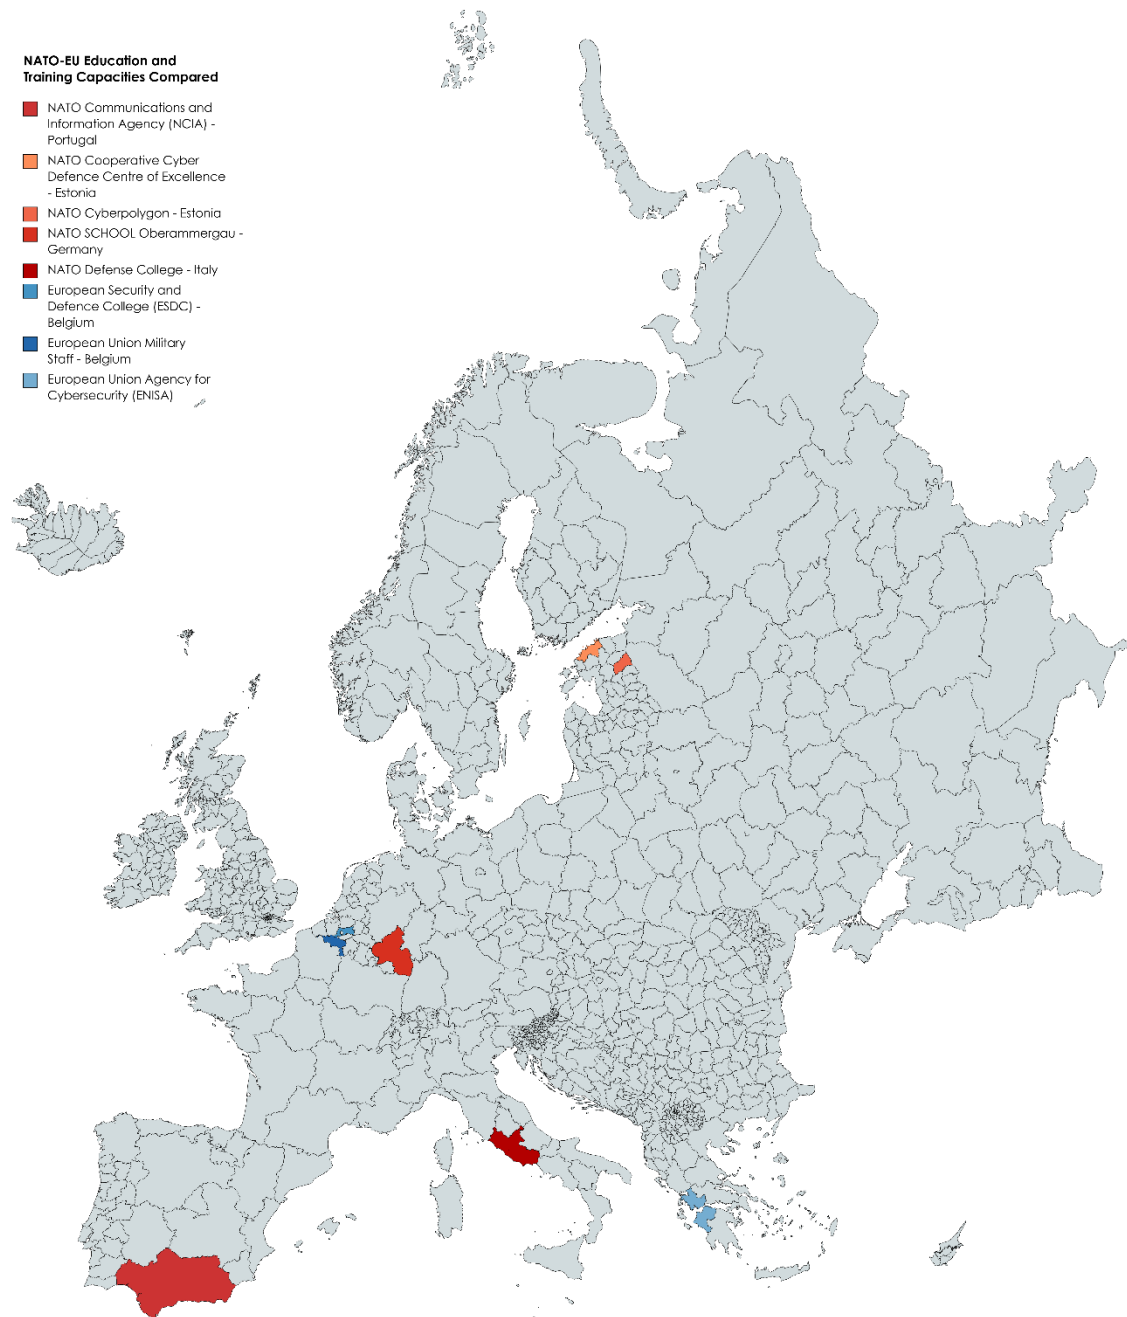 NATO-EU Education and
Training Capacities Compared
NATO Communications and
Information Agency (NCIA) -
Portugal
NATO Cooperative Cyber
Defence Centre of Excellence
- Estonia
NATO Cyberpolygon - Estonia
NATO SCHOOL Oberammergau -
Germany
NATO Defense College - Italy
European Security and
Defence College (ESDC) -
Belgium
European Union Military
Staff - Belgium
European Union Agency for
Cybersecurity (ENISA)